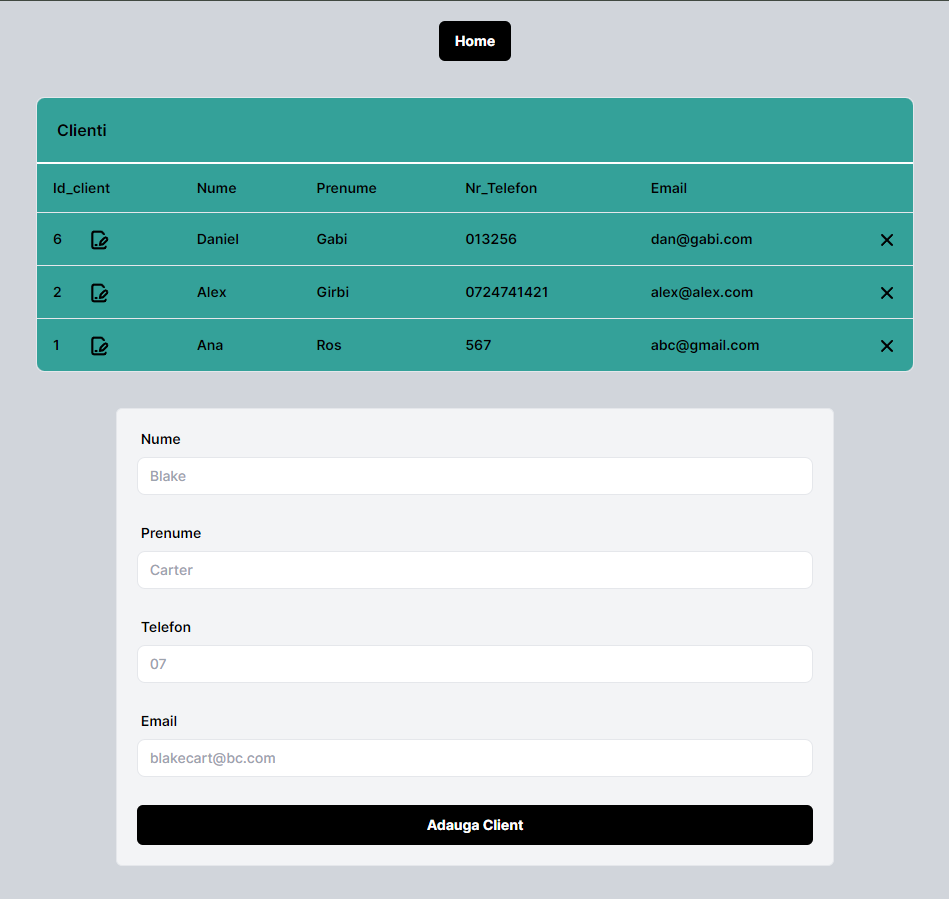 Home
Clienti
Id_client Nume Prenume Nr_Telefon Email
6 Daniel Gabi 013256 dan@gabi.com
2 Alex Girbi 0724741421 alex@alex.com
1 Ana Ros 567 abc@gmail.com
Nume
Blake
Prenume
Carter
Telefon
07
Email
blakecart@bc.com
Adauga Client